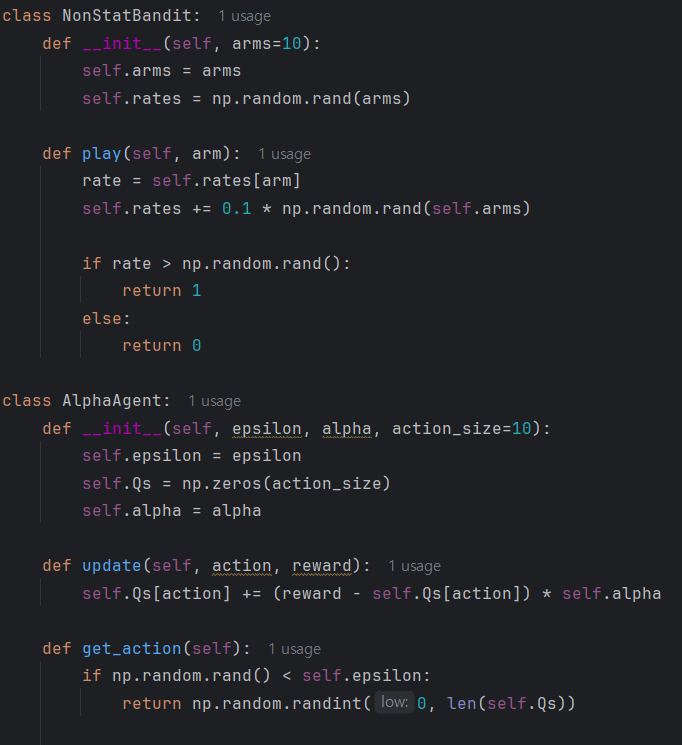 class NonStatBandit: 1 usage
    def __init__(self, arms=10):
        self.arms = arms
        self.rates = np.random.rand(arms)

    def play(self, arm): 1 usage
        rate = self.rates[arm]
        self.rates += 0.1 * np.random.rand(self.arms)

        if rate > np.random.rand():
            return 1
        else:
            return 0

class AlphaAgent: 1 usage
    def __init__(self, epsilon, alpha, action_size=10):
        self.epsilon = epsilon
        self.Qs = np.zeros(action_size)
        self.alpha = alpha

    def update(self, action, reward): 1 usage
        self.Qs[action] += (reward - self.Qs[action]) * self.alpha

    def get_action(self): 1 usage
        if np.random.rand() < self.epsilon:
            return np.random.randint( low: 0, len(self.Qs))